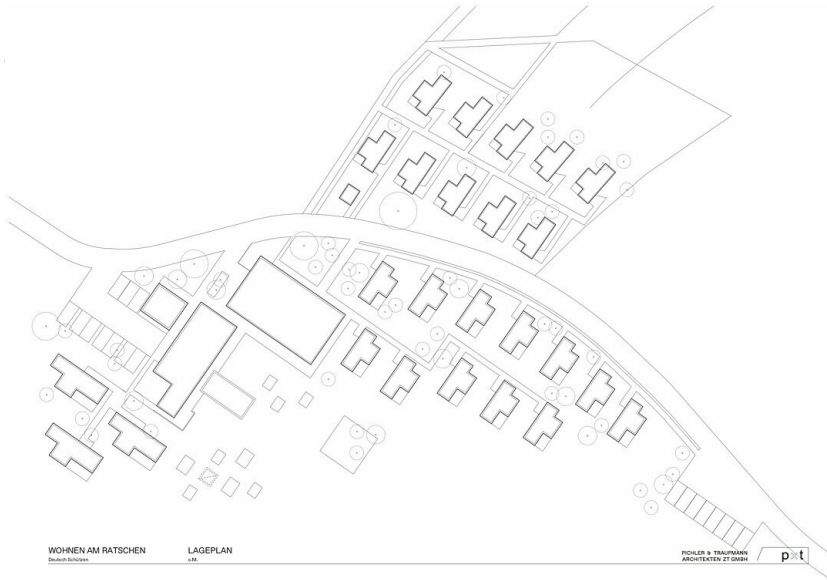 WOHNEN AM RATSCHEN
Deutsch Schützen
LAGEPLAN
o.M.
PICHLER & TRAUPMANN
ARCHITEKTEN ZT GMBH
pxt